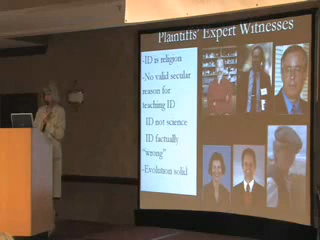 Plaintiffs' Expert Witnesses
-ID is religion
-No valid secular
reason for
teaching ID
ID not science
ID factually
"wrong"
-Evolution solid